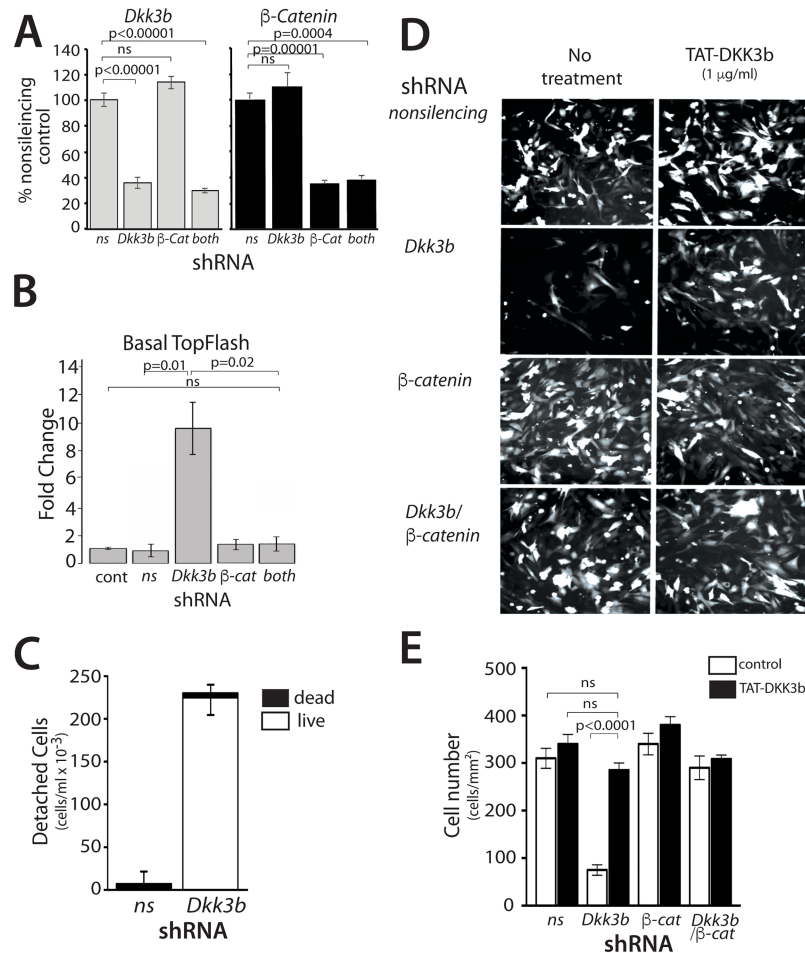 A
Dkk3b
β-Catenin
p<0.00001
ns
p<0.00001
p=0.0004
p=0.00001
ns
% nonsileincing
control
140
120
100
80
60
40
20
0
ns Dkk3b β-Cat both
ns Dkk3b β-Cat both
shRNA
B
Basal TopFlash
p=0.01
p=0.02
ns
Fold Change
14
12
10
8
6
4
2
0
cont ns Dkk3b β-cat both
shRNA
C
Detached Cells
(cells/ml x 10-3)
250
200
150
100
50
0
dead
live
ns Dkk3b
shRNA
D
No
treatment
TAT-DKK3b
(1 μg/ml)
shRNA
nonsilencing
Dkk3b
β-catenin
Dkk3b/
β-catenin
E
control
TAT-DKK3b
ns
ns
p<0.0001
Cell number
(cells/mm2)
500
400
300
200
100
0
ns Dkk3b β-cat Dkk3b
/β-cat
shRNA